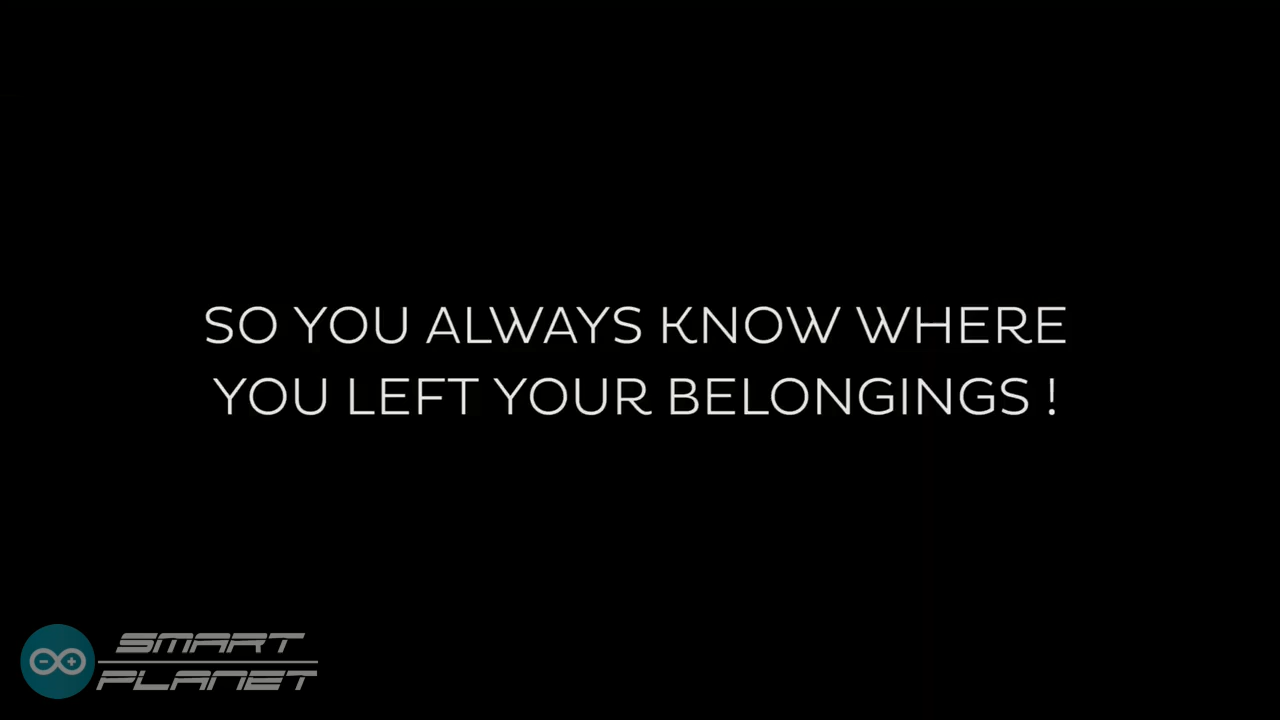 SO YOU ALWAYS KNOW WHERE
YOU LEFT YOUR BELONGINGS !
SMART
PLANET